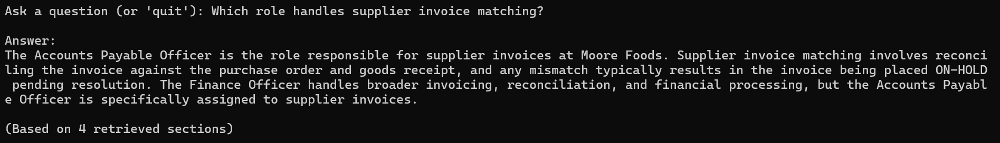 Ask a question (or 'quit'): Which role handles supplier invoice matching?
Answer:
The Accounts Payable Officer is the role responsible for supplier invoices at Moore Foods. Supplier invoice matching involves reconci
ling the invoice against the purchase order and goods receipt, and any mismatch typically results in the invoice being placed ON-HOLD
 pending resolution. The Finance Officer handles broader invoicing, reconciliation, and financial processing, but the Accounts Payabl
e Officer is specifically assigned to supplier invoices.
(Based on 4 retrieved sections)